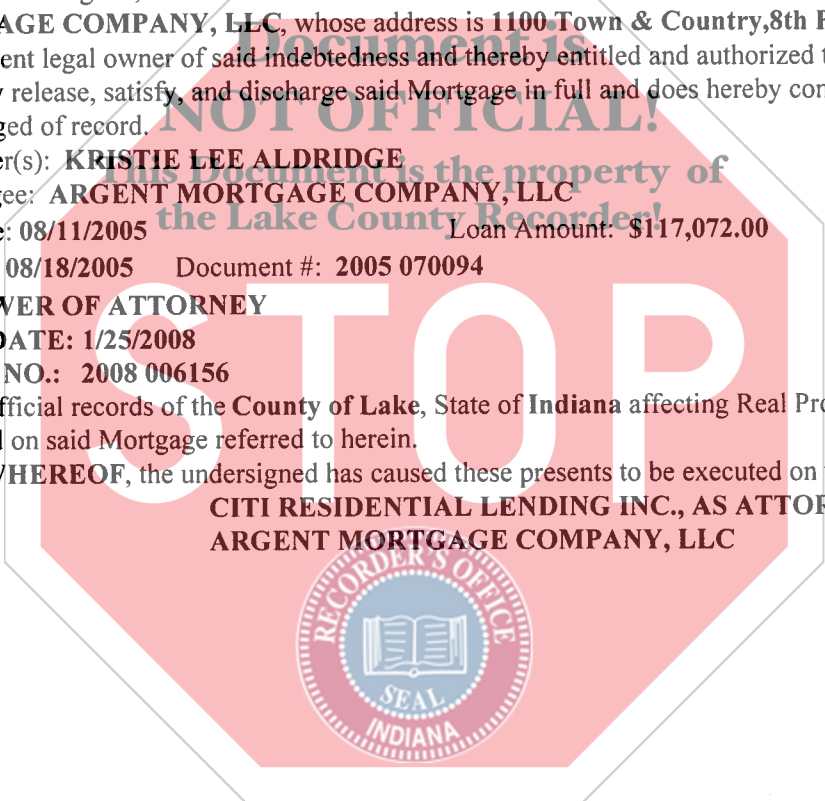 AGE COMPANY, LLC, whose address is 1100 Town & Country,8th F
Document is
ent legal owner of said indebtedness and thereby entitled and authorized t
release, satisfy, and discharge said Mortgage in full and does hereby con
NOT OFFICIAL!
ged of record.
er(s): KRISTIE LEE ALDRIDGE
This Document is the property of
ee: ARGENT MORTGAGE COMPANY, LLC
the Lake County Recorder!
e: 08/11/2005 Loan Amount: $117,072.00
08/18/2005 Document #: 2005 070094
WER OF ATTORNEY
DATE: 1/25/2008
NO.: 2008 006156
STOP
fficial records of the County of Lake, State of Indiana affecting Real Pro
d on said Mortgage referred to herein.
WHEREOF, the undersigned has caused these presents to be executed on
CITI RESIDENTIAL LENDING INC., AS ATTOR
ARGENT MORTGAGE COMPANY, LLC
RECORDER'S OFFICE
SEAL
INDIANA